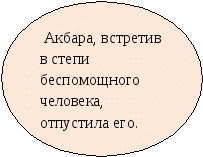 Акбара, встретив
в степи
беспомощного
человека,
отпустила его.